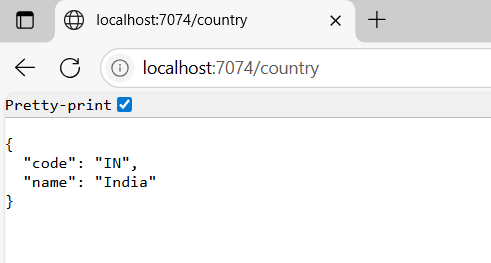 localhost:7074/country
localhost:7074/country
Pretty-print
{
  "code": "IN",
  "name": "India"
}